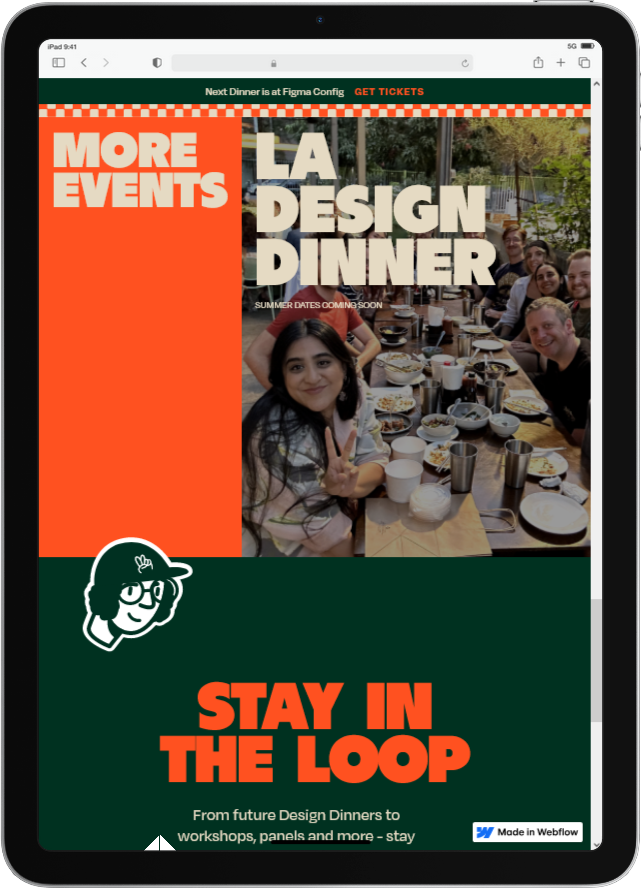 iPad 9:41
5G
Next Dinner is at Figma Config GET TICKETS
MORE
EVENTS
LA
DESIGN
DINNER
SUMMER DATES COMING SOON
STAY IN
THE LOOP
From future Design Dinners to
workshops, panels and more - stay
Made in Webflow